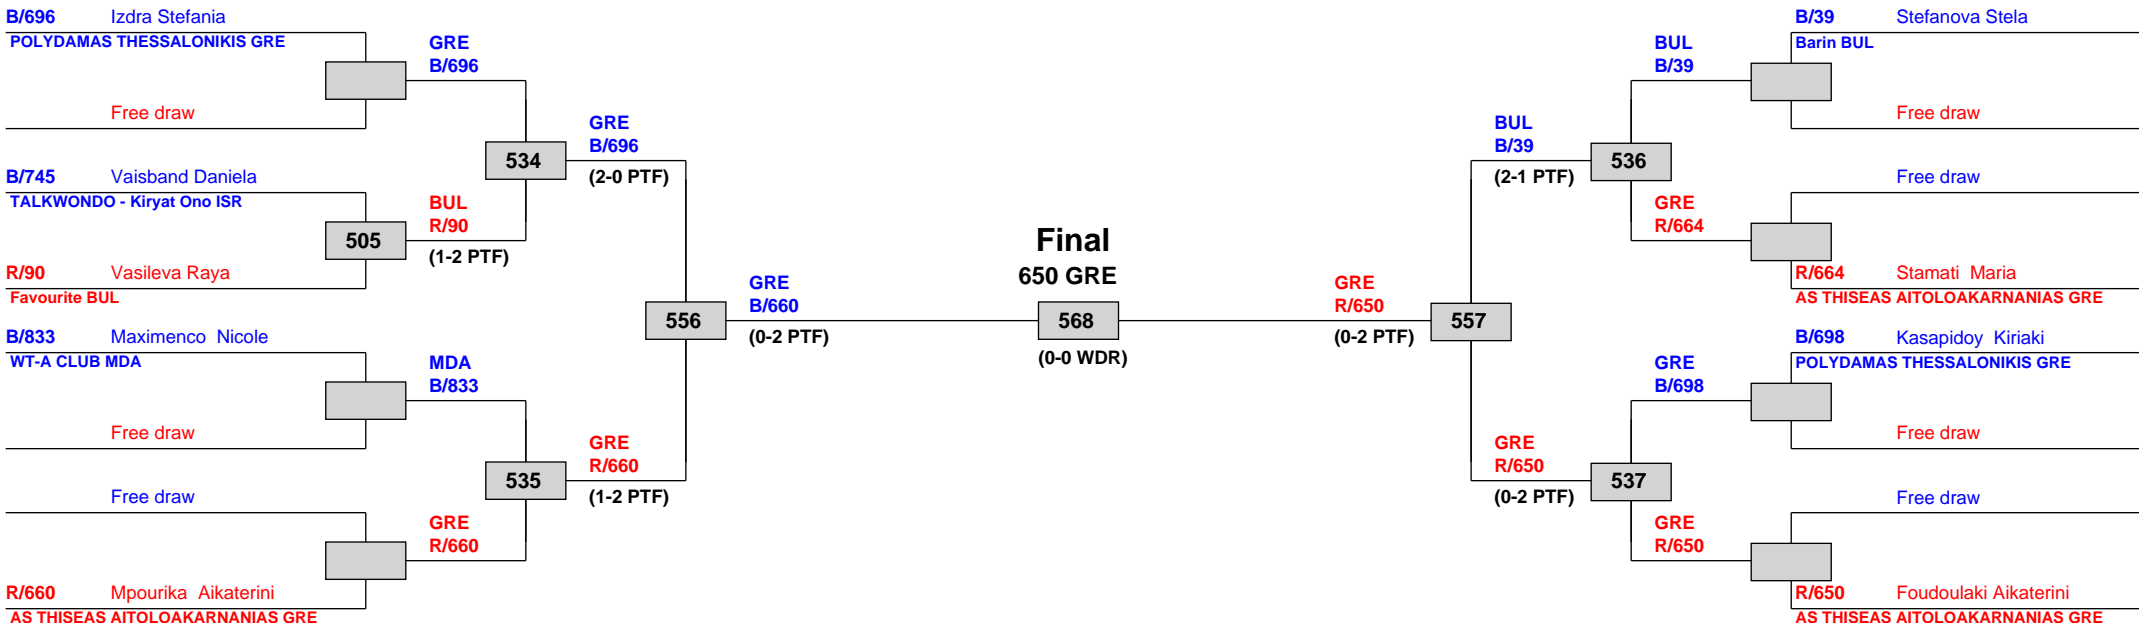 B/696 Izdra Stefania
POLYDAMAS THESSALONIKIS GRE
Free draw
B/745 Vaisband Daniela
TALKWONDO - Kiryat Ono ISR
R/90 Vasileva Raya
Favourite BUL
B/833 Maximenco Nicole
WT-A CLUB MDA
Free draw
Free draw
R/660 Mpourika Aikaterini
AS THISEAS AITOLOAKARNANIAS GRE
GRE
B/696
505
BUL
R/90
(1-2 PTF)
MDA
B/833
GRE
R/660
534
GRE
B/696
(2-0 PTF)
535
GRE
R/660
(1-2 PTF)
556
GRE
B/660
(0-2 PTF)
Final
650 GRE
568
(0-0 WDR)
GRE
R/650
(0-2 PTF)
557
BUL
B/39
(2-1 PTF)
536
GRE
R/650
(0-2 PTF)
537
BUL
B/39
GRE
R/664
GRE
B/698
GRE
R/650
B/39 Stefanova Stela
Barin BUL
Free draw
Free draw
R/664 Stamati Maria
AS THISEAS AITOLOAKARNANIAS GRE
B/698 Kasapidoy Kiriaki
POLYDAMAS THESSALONIKIS GRE
Free draw
Free draw
R/650 Foudoulaki Aikaterini
AS THISEAS AITOLOAKARNANIAS GRE